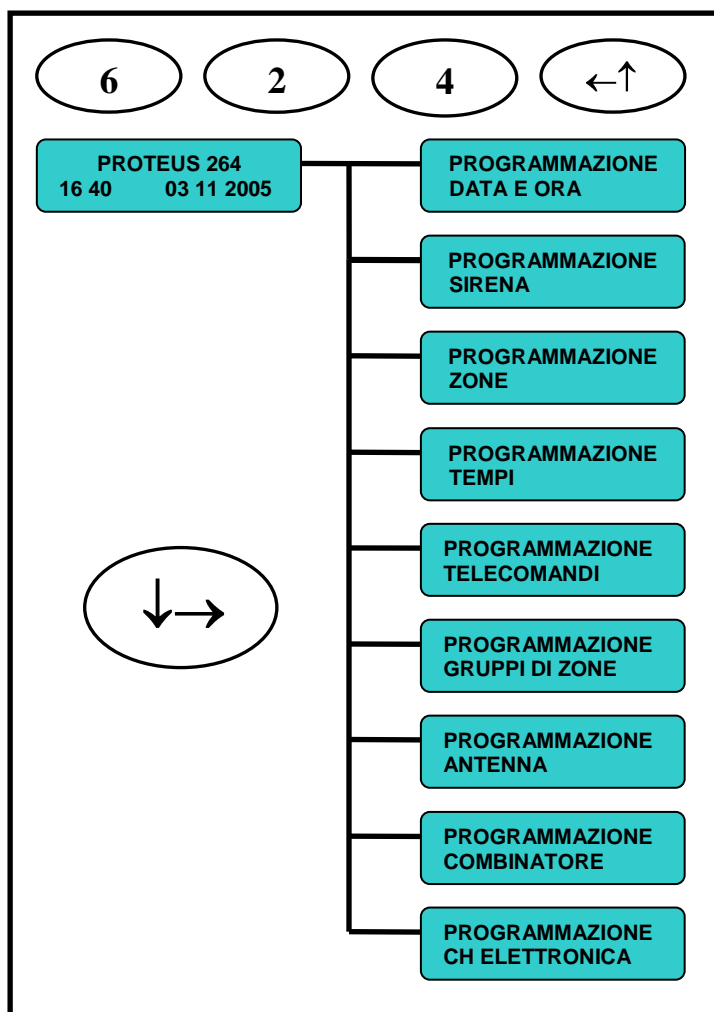 6 2 4 ←↑
PROTEUS 264
16 40 03 11 2005
PROGRAMMAZIONE
DATA E ORA
PROGRAMMAZIONE
SIRENA
PROGRAMMAZIONE
ZONE
PROGRAMMAZIONE
TEMPI
↓→
PROGRAMMAZIONE
TELECOMANDI
PROGRAMMAZIONE
GRUPPI DI ZONE
PROGRAMMAZIONE
ANTENNA
PROGRAMMAZIONE
COMBINATORE
PROGRAMMAZIONE
CH ELETTRONICA